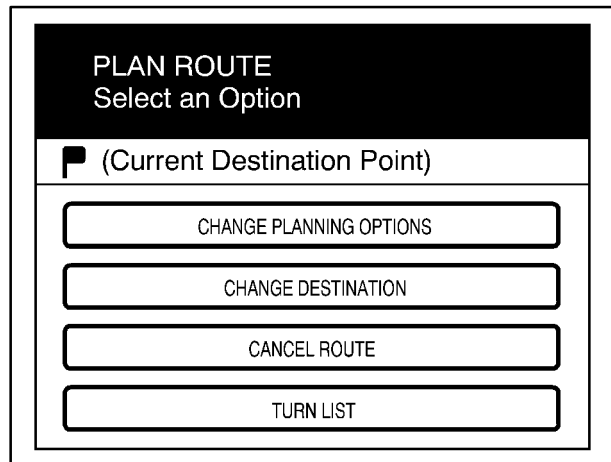 PLAN ROUTE
Select an Option
(Current Destination Point)
CHANGE PLANNING OPTIONS
CHANGE DESTINATION
CANCEL ROUTE
TURN LIST